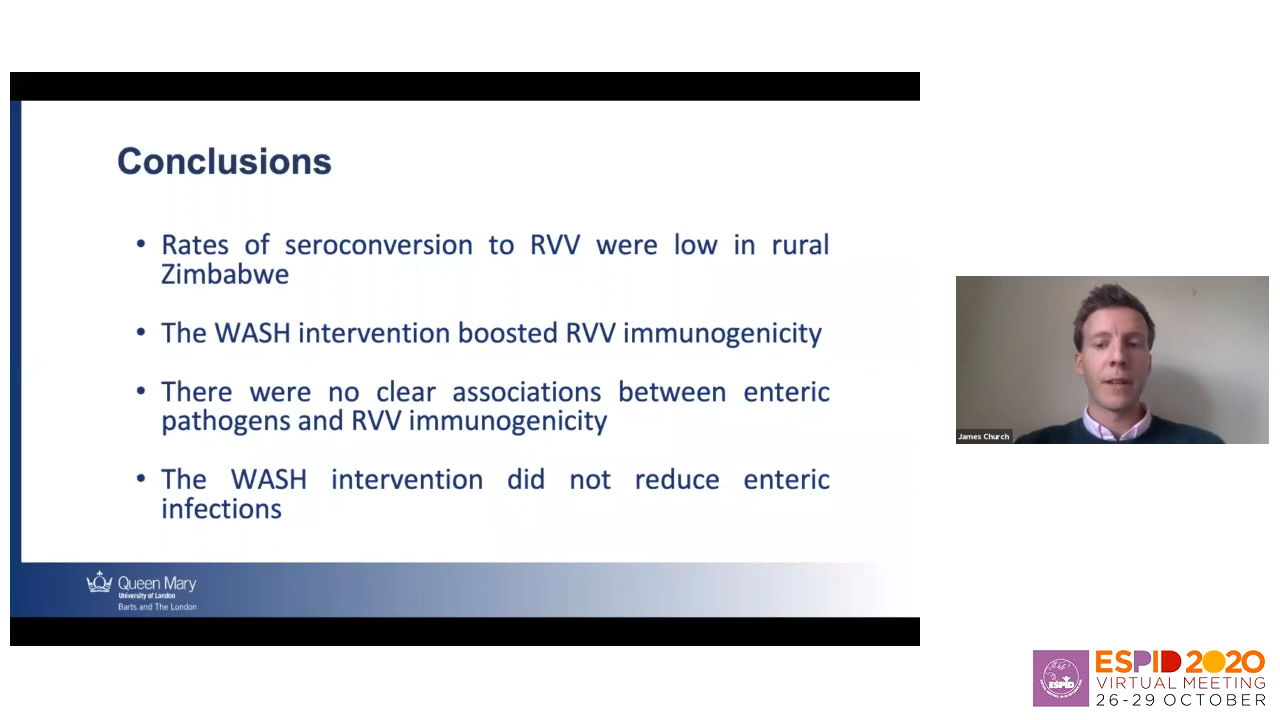 Conclusions
• Rates of seroconversion to RVV were low in rural
Zimbabwe
• The WASH intervention boosted RVV immunogenicity
• There were no clear associations between enteric
pathogens and RVV immunogenicity
• The WASH intervention did not reduce enteric
infections
Queen Mary
University of London
Barts and The London
James Church
ESPID
ESPID 2020
VIRTUAL MEETING
26-29 OCTOBER